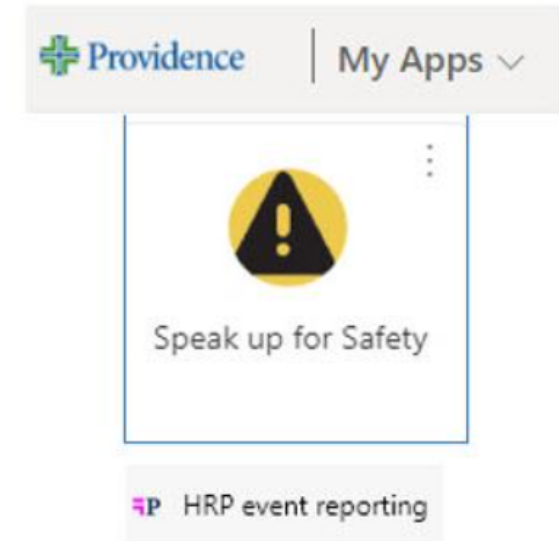 Providence | My Apps
Speak up for Safety
HRP event reporting